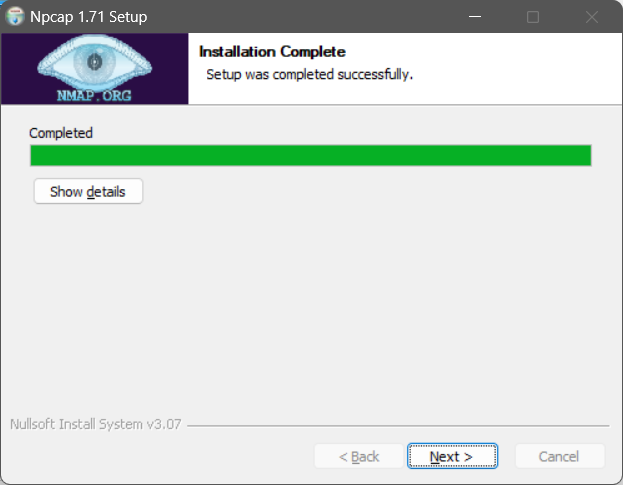 Npcap 1.71 Setup
Installation Complete
Setup was completed successfully.
NMAP.ORG
Completed
Show details
Nullsoft Install System v3.07
< Back
Next >
Cancel